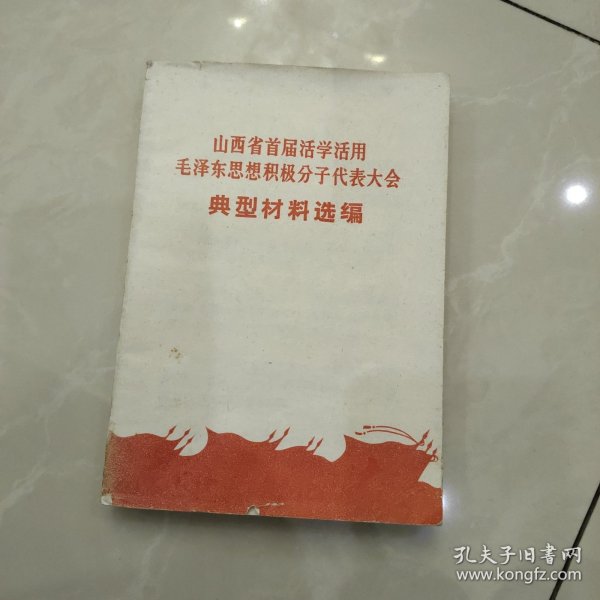 山西省首届活学活用
毛泽东思想积极分子代表大会
典型材料选编
孔夫子旧书网
www.kongfz.com